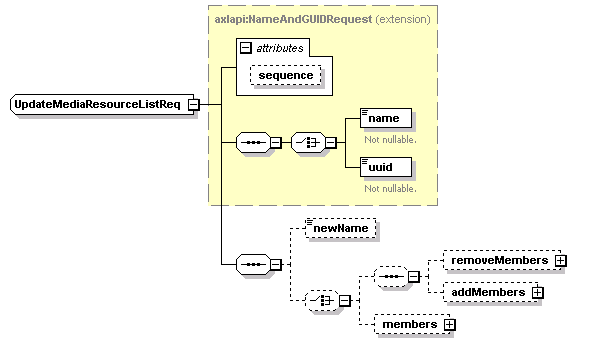 axlapi:NameAndGUIDRequest (extension)
attributes
sequence
UpdateMediaResourceListReq
name
Not nullable.
uuid
Not nullable.
newName
removeMembers
addMembers
members